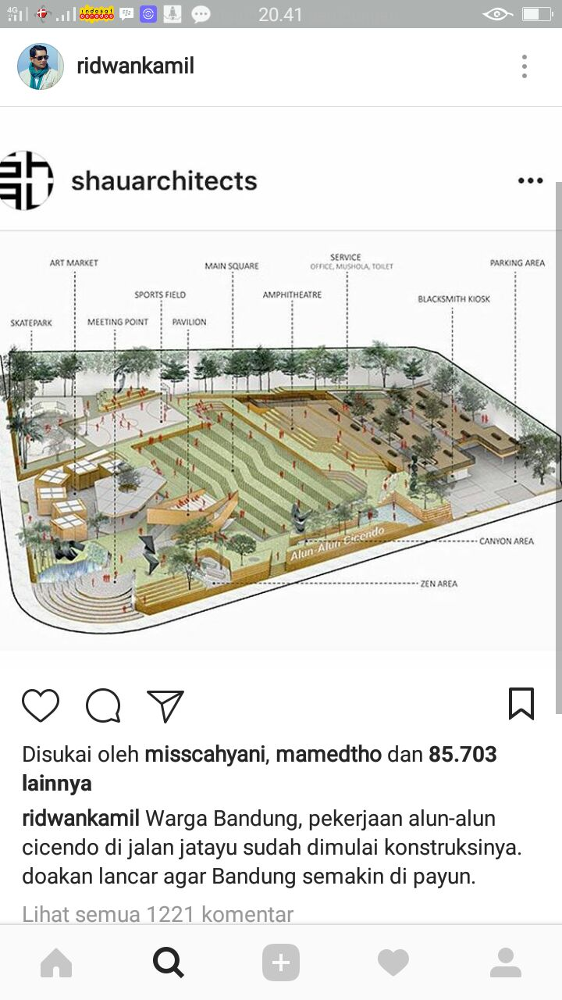 4G
indosat
ooredoo
20.41
ridwankamil
shauarchitects
ART MARKET
MAIN SQUARE
SERVICE
OFFICE, MUSHOLA, TOILET
PARKING AREA
SPORTS FIELD
AMPHITHEATRE
BLACKSMITH KIOSK
SKATEPARK
MEETING POINT
PAVILION
Alun-Alun Cicendo
CANYON AREA
ZEN AREA
Disukai oleh misscahyani, mamedtho dan 85.703
lainnya
ridwankamil Warga Bandung, pekerjaan alun-alun
cicendo di jalan jatayu sudah dimulai konstruksinya.
doakan lancar agar Bandung semakin di payun.
Lihat semua 1221 komentar